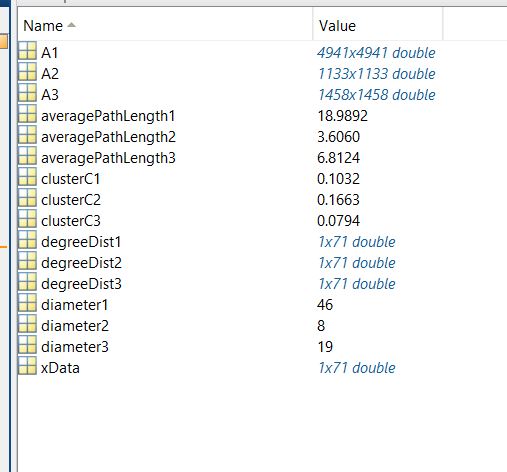 Name Value
A1 4941x4941 double
A2 1133x1133 double
A3 1458x1458 double
averagePathLength1 18.9892
averagePathLength2 3.6060
averagePathLength3 6.8124
clusterC1 0.1032
clusterC2 0.1663
clusterC3 0.0794
degreeDist1 1x71 double
degreeDist2 1x71 double
degreeDist3 1x71 double
diameter1 46
diameter2 8
diameter3 19
xData 1x71 double